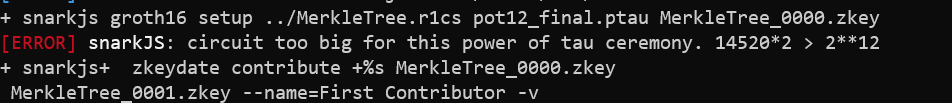 + snarkjs groth16 setup ../MerkleTree.r1cs pot12_final.ptau MerkleTree_0000.zkey
[ERROR] snarkJS: circuit too big for this power of tau ceremony. 14520*2 > 2**12
+ snarkjs+  zkeydate contribute +%s MerkleTree_0000.zkey
 MerkleTree_0001.zkey --name=First Contributor -v